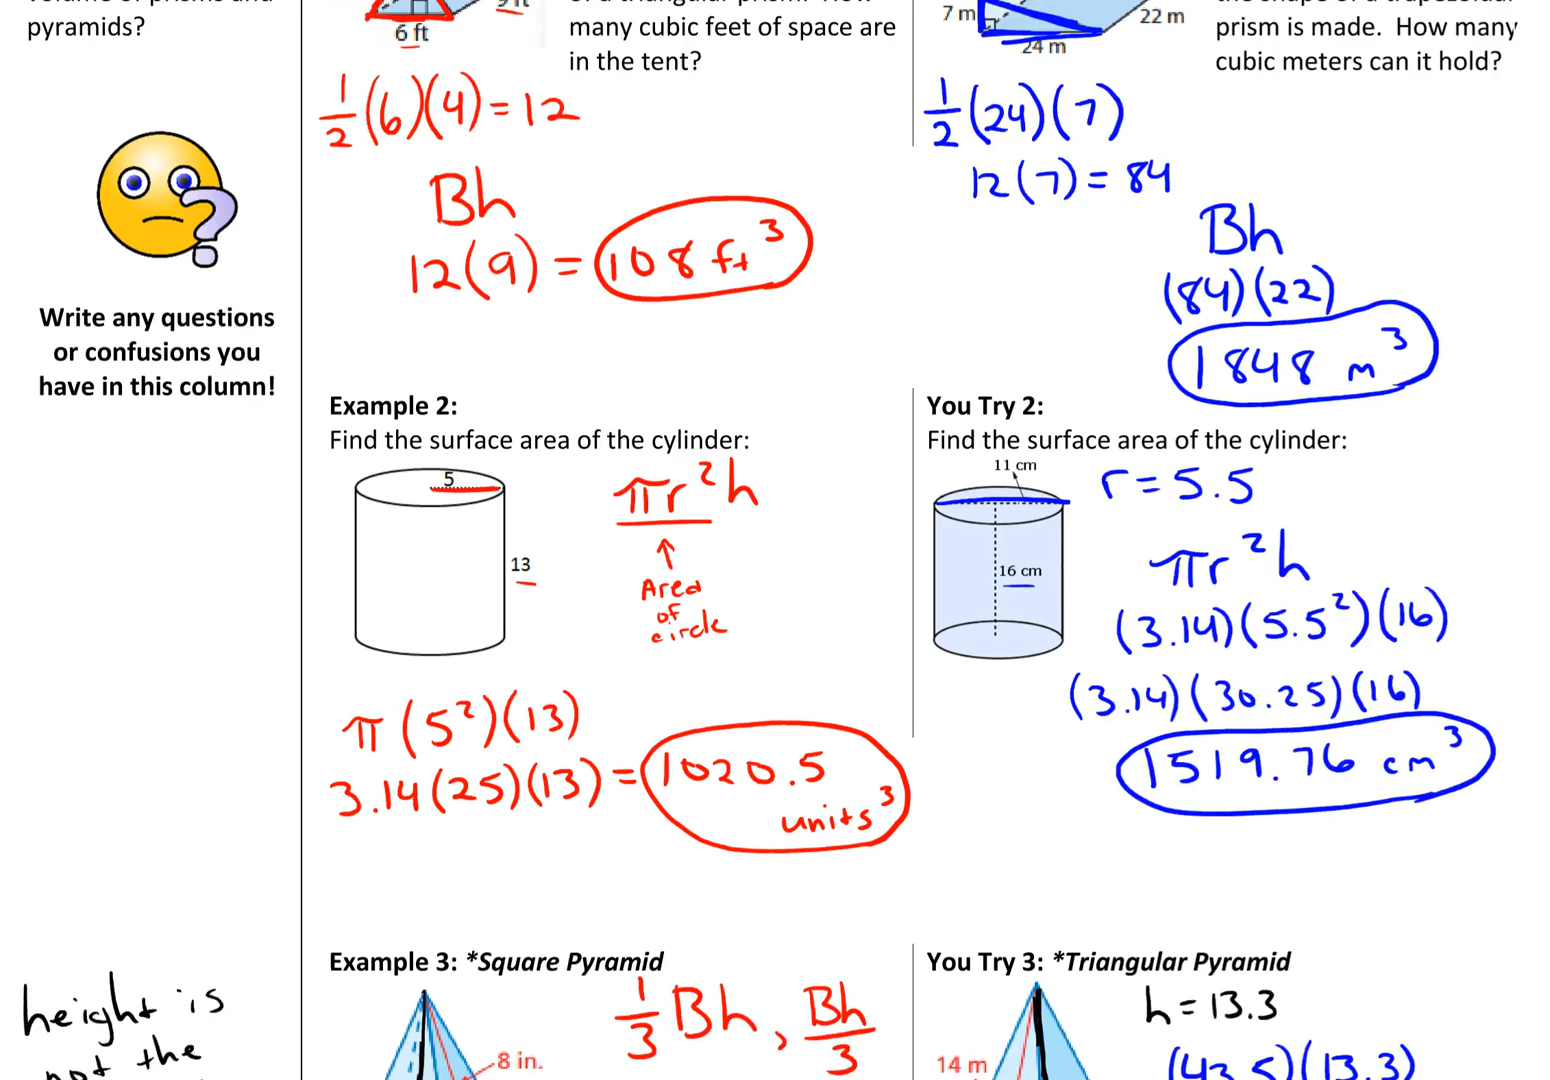 pyramids?
Write any questions
or confusions you
have in this column!
height is
not the
6 ft
many cubic feet of space are
in the tent?
1/2 (6)(4) = 12
Bh
12(9) = 108 ft³
7 m
22 m
24 m
prism is made. How many
cubic meters can it hold?
1/2 (24)(7)
12(7) = 84
Bh
(84)(22)
1848 m³
Example 2:
Find the surface area of the cylinder:
5
13
πr²h
↑
Area
of
circle
π(5²)(13)
3.14(25)(13) = 1020.5
units³
You Try 2:
Find the surface area of the cylinder:
11 cm
16 cm
r = 5.5
πr²h
(3.14)(5.5²)(16)
(3.14)(30.25)(16)
1519.76 cm³
Example 3: *Square Pyramid
1/3 Bh, Bh/3
8 in.
You Try 3: *Triangular Pyramid
h = 13.3
14 m
(43.5)(13.3)